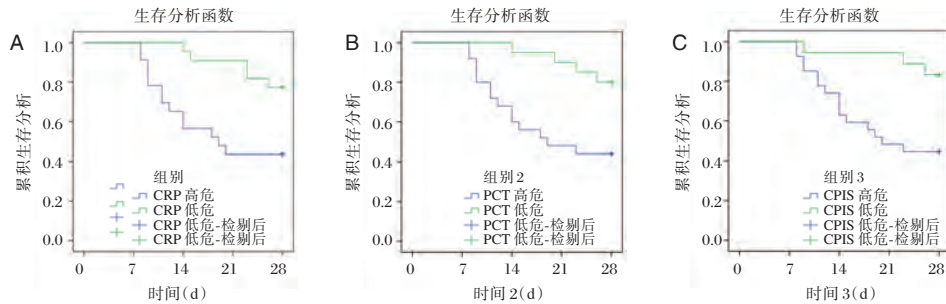 生存分析函数
A
累积生存分析
1.0
0.8
0.6
0.4
0.2
0.0
组别
CRP 高危
CRP 低危
CRP 低危-检剔后
CRP 低危-检剔后
0 7 14 21 28
时间(d)
生存分析函数
B
累积生存分析
1.0
0.8
0.6
0.4
0.2
0.0
组别 2
PCT 高危
PCT 低危
PCT 低危-检剔后
PCT 低危-检剔后
0 7 14 21 28
时间 2(d)
生存分析函数
C
累积生存分析
1.0
0.8
0.6
0.4
0.2
0.0
组别 3
CPIS 高危
CPIS 低危
CPIS 低危-检剔后
CPIS 低危-检剔后
0 7 14 21 28
时间 3(d)